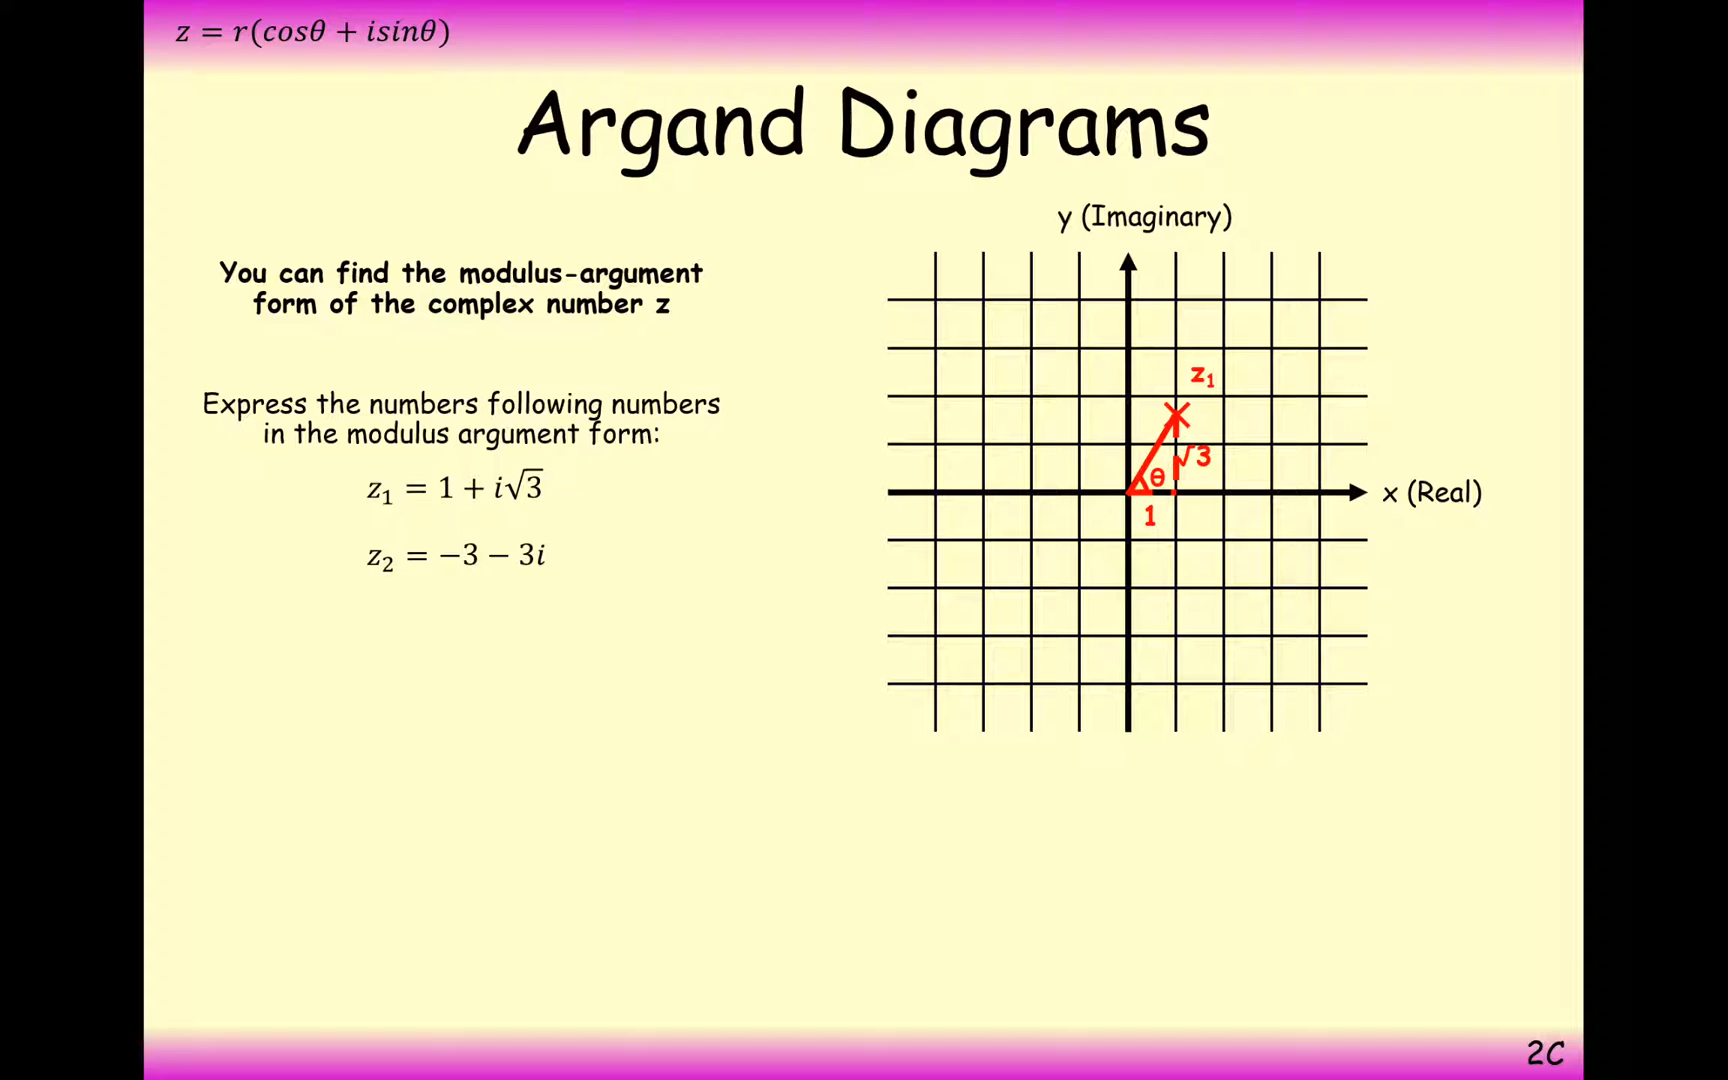 z = r(cosθ + isinθ)
Argand Diagrams
You can find the modulus-argument
form of the complex number z
Express the numbers following numbers
in the modulus argument form:
z₁ = 1 + i√3
z₂ = −3 − 3i
y (Imaginary)
z₁
√3
θ
x (Real)
1
2C